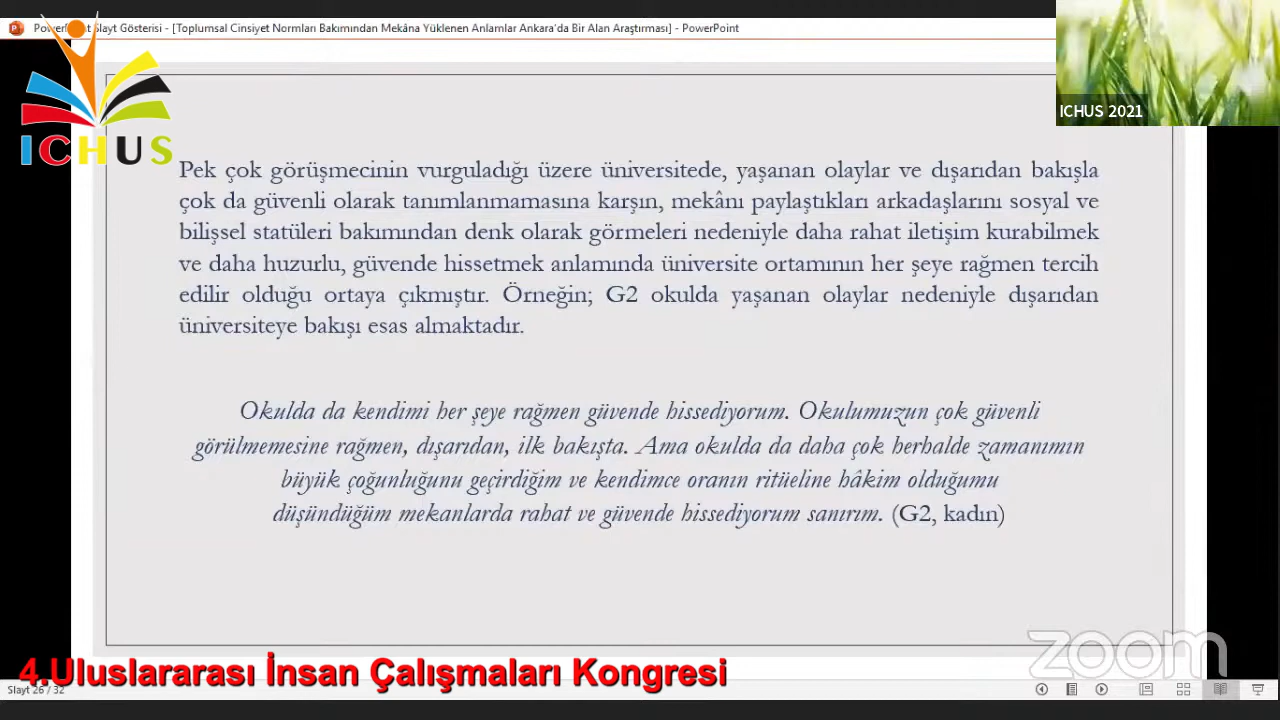 PowerPoint Slayt Gösterisi - [Toplumsal Cinsiyet Normları Bakımından Mekâna Yüklenen Anlamlar Ankara'da Bir Alan Araştırması] - PowerPoint
ICHUS 2021
ICHUS
Pek çok görüşmecinin vurguladığı üzere üniversitede, yaşanan olaylar ve dışarıdan bakışla
çok da güvenli olarak tanımlanmamasına karşın, mekânı paylaştıkları arkadaşlarını sosyal ve
bilişsel statüleri bakımından denk olarak görmeleri nedeniyle daha rahat iletişim kurabilmek
ve daha huzurlu, güvende hissetmek anlamında üniversite ortamının her şeye rağmen tercih
edilir olduğu ortaya çıkmıştır. Örneğin; G2 okulda yaşanan olaylar nedeniyle dışarıdan
üniversiteye bakışı esas almaktadır.
Okulda da kendimi her şeye rağmen güvende hissediyorum. Okulumuzun çok güvenli
görülmemesine rağmen, dışarıdan, ilk bakışta. Ama okulda da daha çok herhalde zamanımın
büyük çoğunluğunu geçirdiğim ve kendimce oranın ritüeline hâkim olduğumu
düşündüğüm mekanlarda rahat ve güvende hissediyorum sanırım. (G2, kadın)
zoom
4.Uluslararası İnsan Çalışmaları Kongresi
Slayt 26 / 32